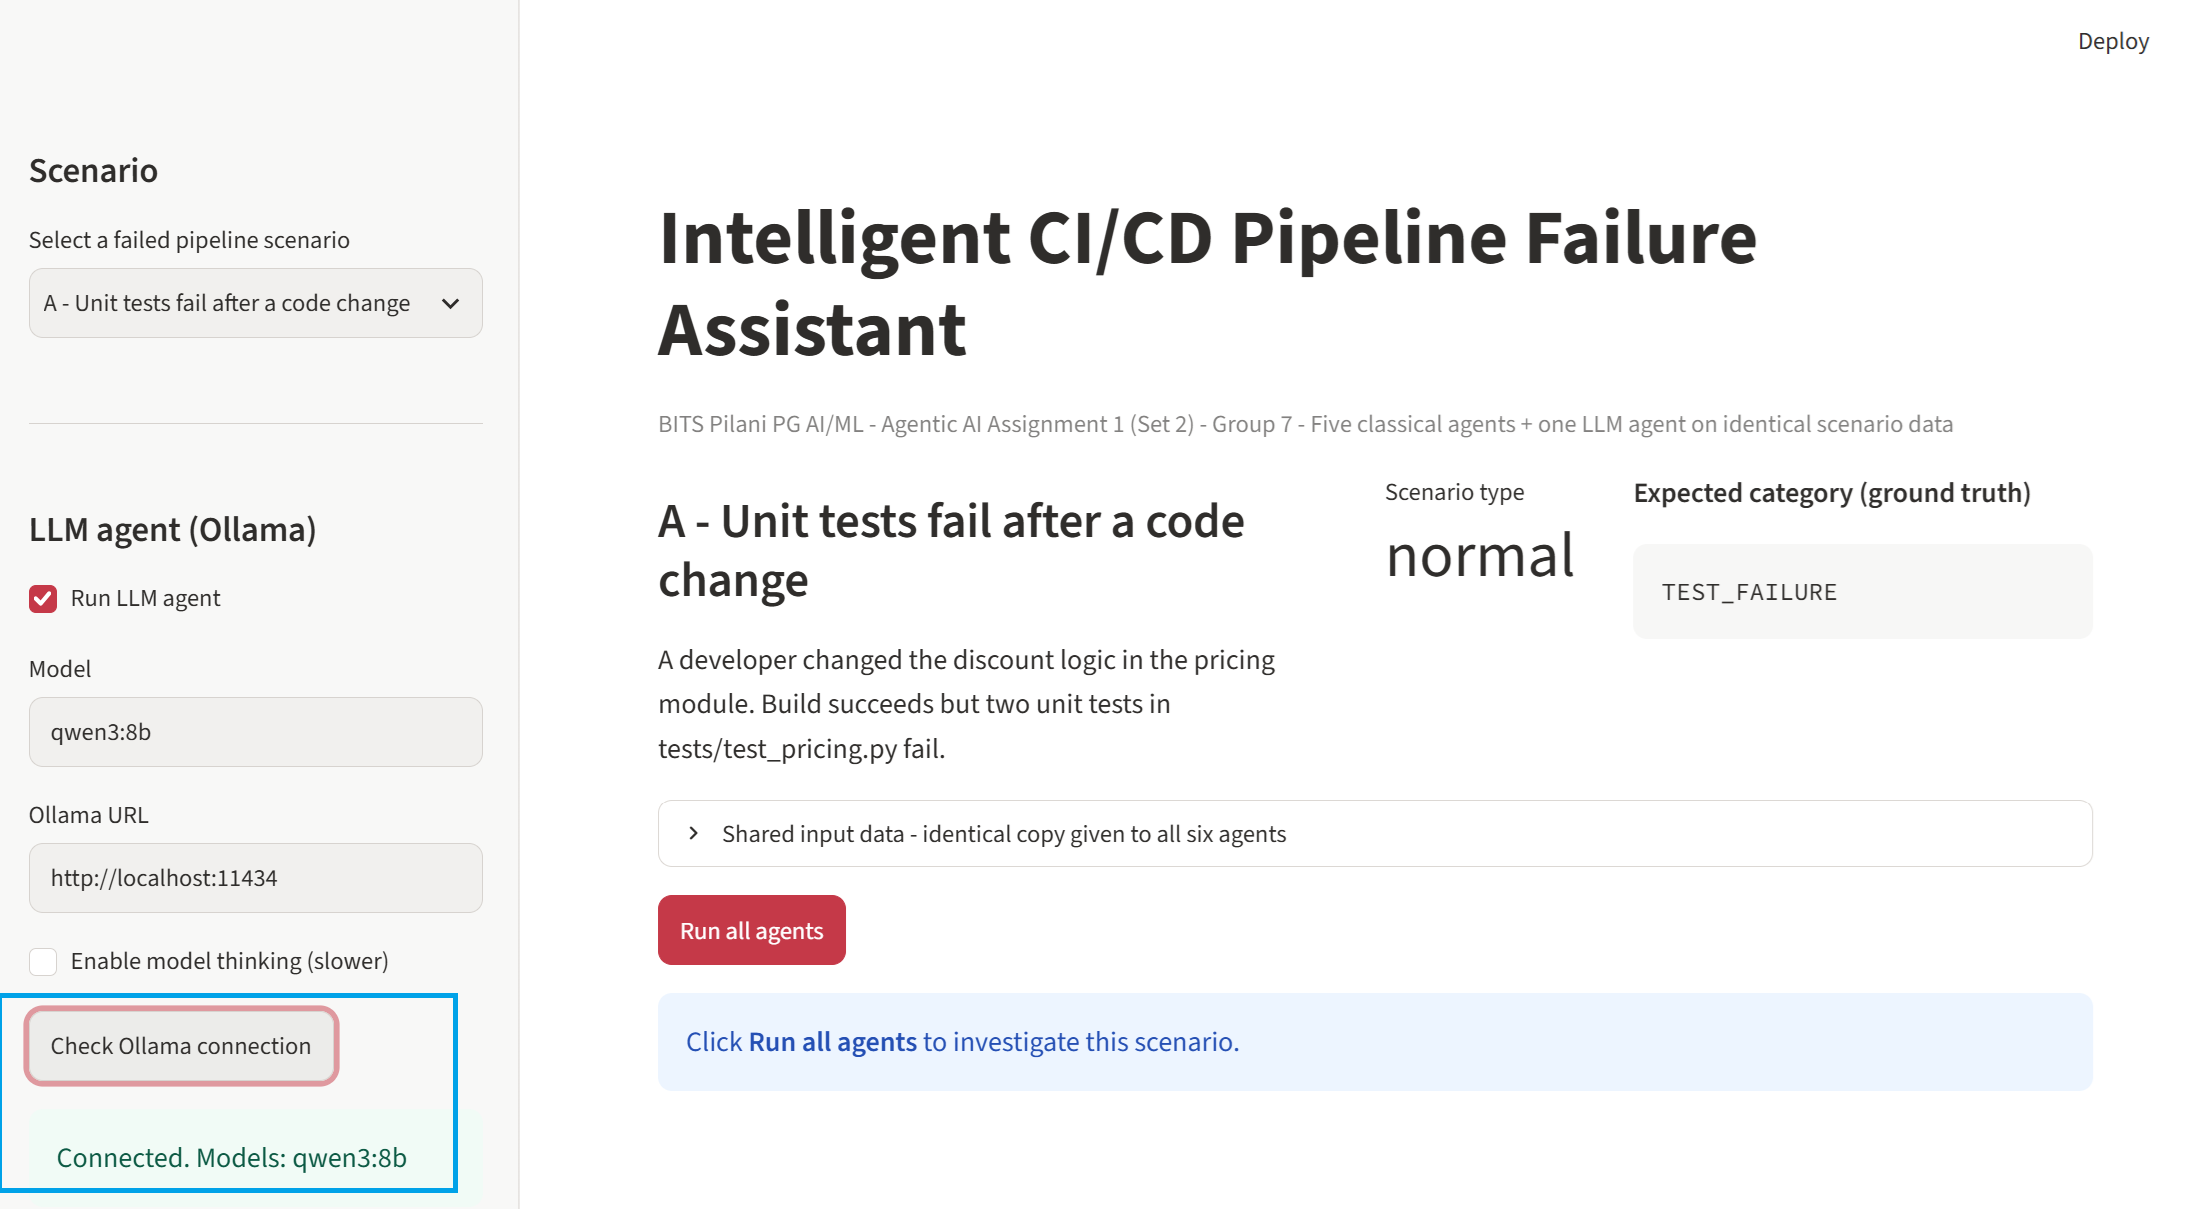 Deploy
Scenario
Select a failed pipeline scenario
A - Unit tests fail after a code change
LLM agent (Ollama)
Run LLM agent
Model
qwen3:8b
Ollama URL
http://localhost:11434
Enable model thinking (slower)
Check Ollama connection
Connected. Models: qwen3:8b
Intelligent CI/CD Pipeline Failure
Assistant
BITS Pilani PG AI/ML - Agentic AI Assignment 1 (Set 2) - Group 7 - Five classical agents + one LLM agent on identical scenario data
A - Unit tests fail after a code
change
A developer changed the discount logic in the pricing
module. Build succeeds but two unit tests in
tests/test_pricing.py fail.
Scenario type
normal
Expected category (ground truth)
TEST_FAILURE
Shared input data - identical copy given to all six agents
Run all agents
Click Run all agents to investigate this scenario.